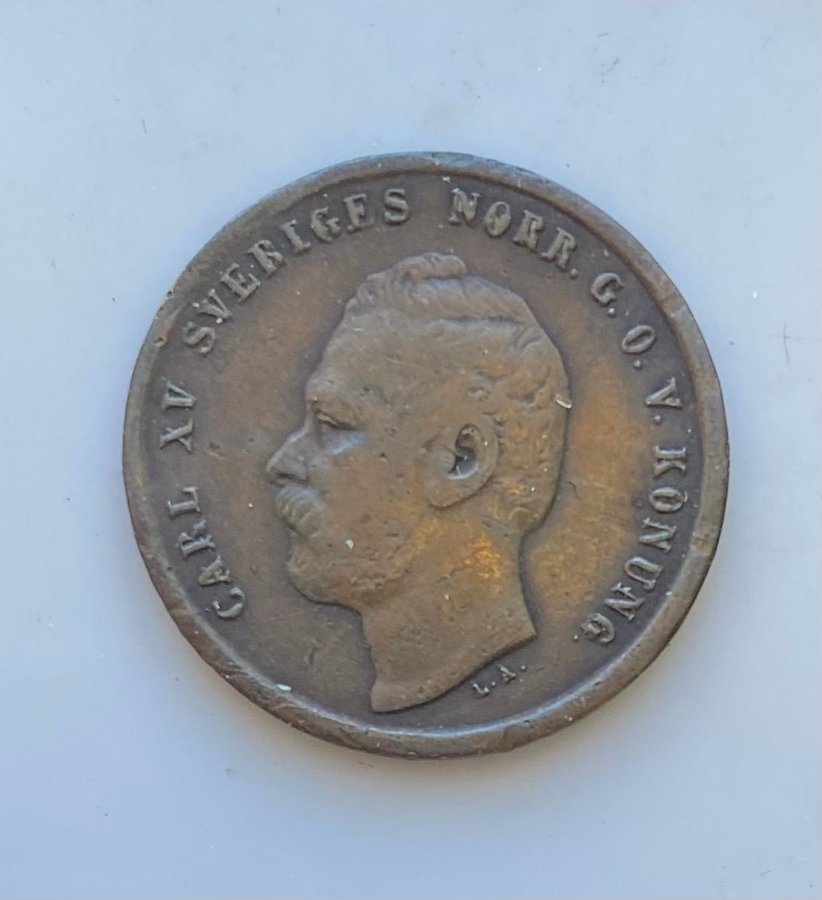 CARL XV SVERIGES NORR. G. O. V. KONUNG.
L. A.